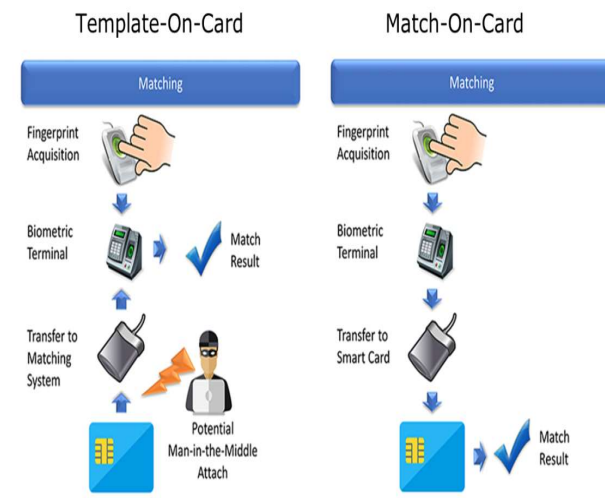 Template-On-Card
Matching
Fingerprint
Acquisition
Biometric
Terminal
Match
Result
Transfer to
Matching
System
Potential
Man-in-the-Middle
Attach
Match-On-Card
Matching
Fingerprint
Acquisition
Biometric
Terminal
Transfer to
Smart Card
Match
Result